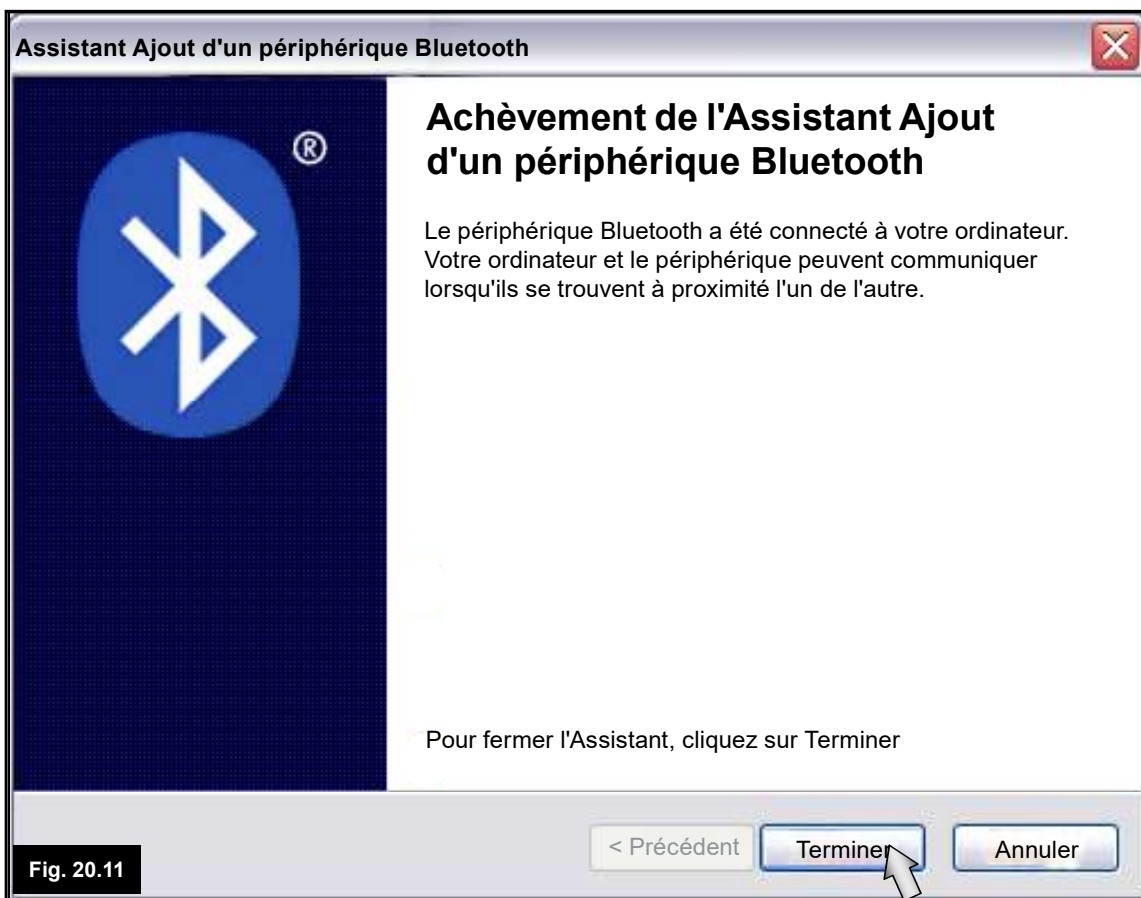 Assistant Ajout d'un périphérique Bluetooth
®
Achèvement de l'Assistant Ajout
d'un périphérique Bluetooth
Le périphérique Bluetooth a été connecté à votre ordinateur.
Votre ordinateur et le périphérique peuvent communiquer
lorsqu'ils se trouvent à proximité l'un de l'autre.
Pour fermer l'Assistant, cliquez sur Terminer
< Précédent Terminer Annuler
Fig. 20.11